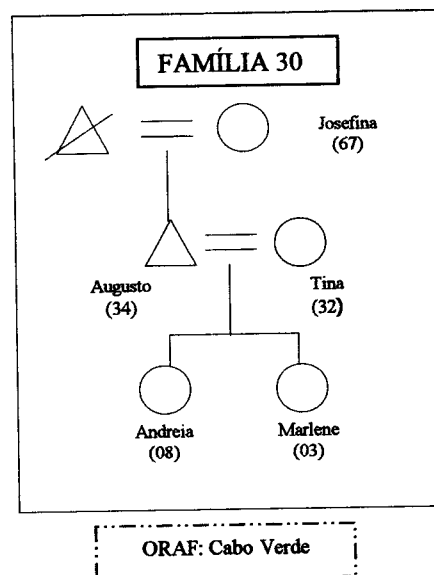 FAMÍLIA 30
Josefina
(67)
Augusto
(34)
Tina
(32)
Andreia
(08)
Marlene
(03)
ORAF: Cabo Verde